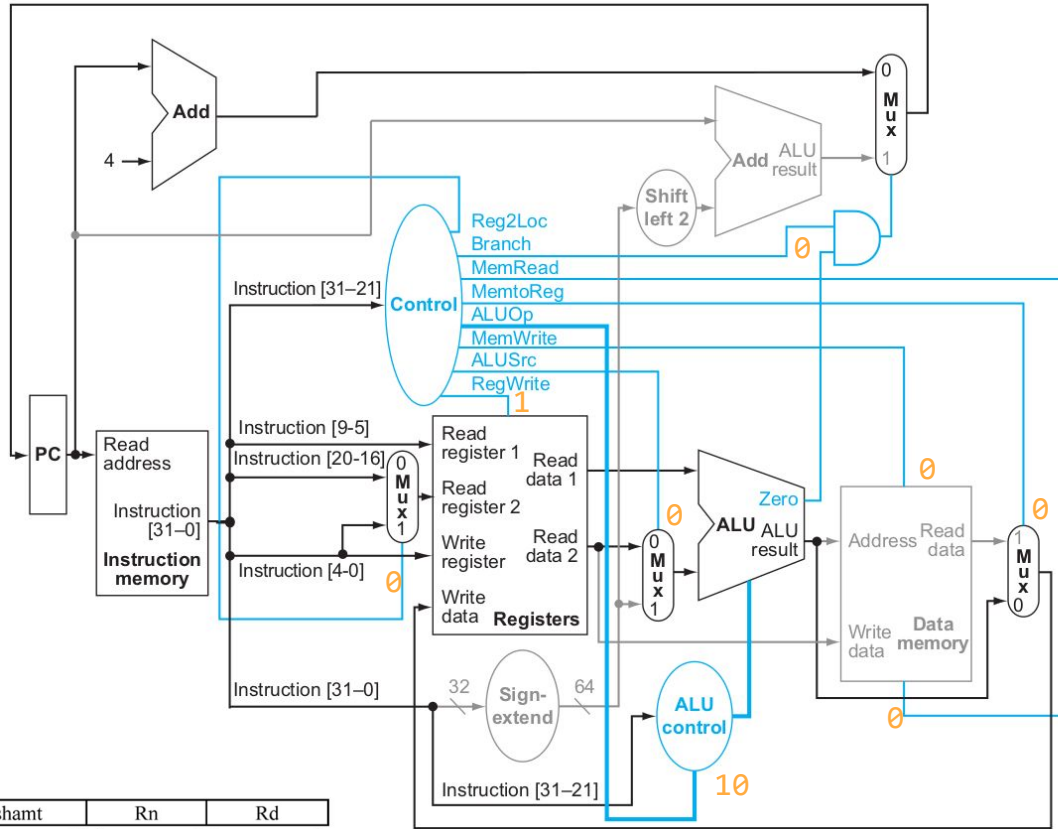 Add
4
0
Mux
1
Add
ALU
result
Shift
left 2
Reg2Loc
Branch
0
MemRead
MemtoReg
ALUOp
MemWrite
ALUSrc
RegWrite
1
Instruction [31–21]
Control
PC
Read
address
Instruction
[31–0]
Instruction
memory
Instruction [9-5]
Instruction [20-16]
0
Mux
1
Instruction [4-0]
0
Read
register 1
Read
register 2
Write
register
Write
data
Read
data 1
Read
data 2
Registers
0
0
Mux
1
Zero
ALU
ALU
result
0
Address
Read
data
Write
data
Data
memory
0
0
1
Mux
0
Instruction [31–0]
32
Sign-
extend
64
ALU
control
10
Instruction [31–21]
hamt Rn Rd